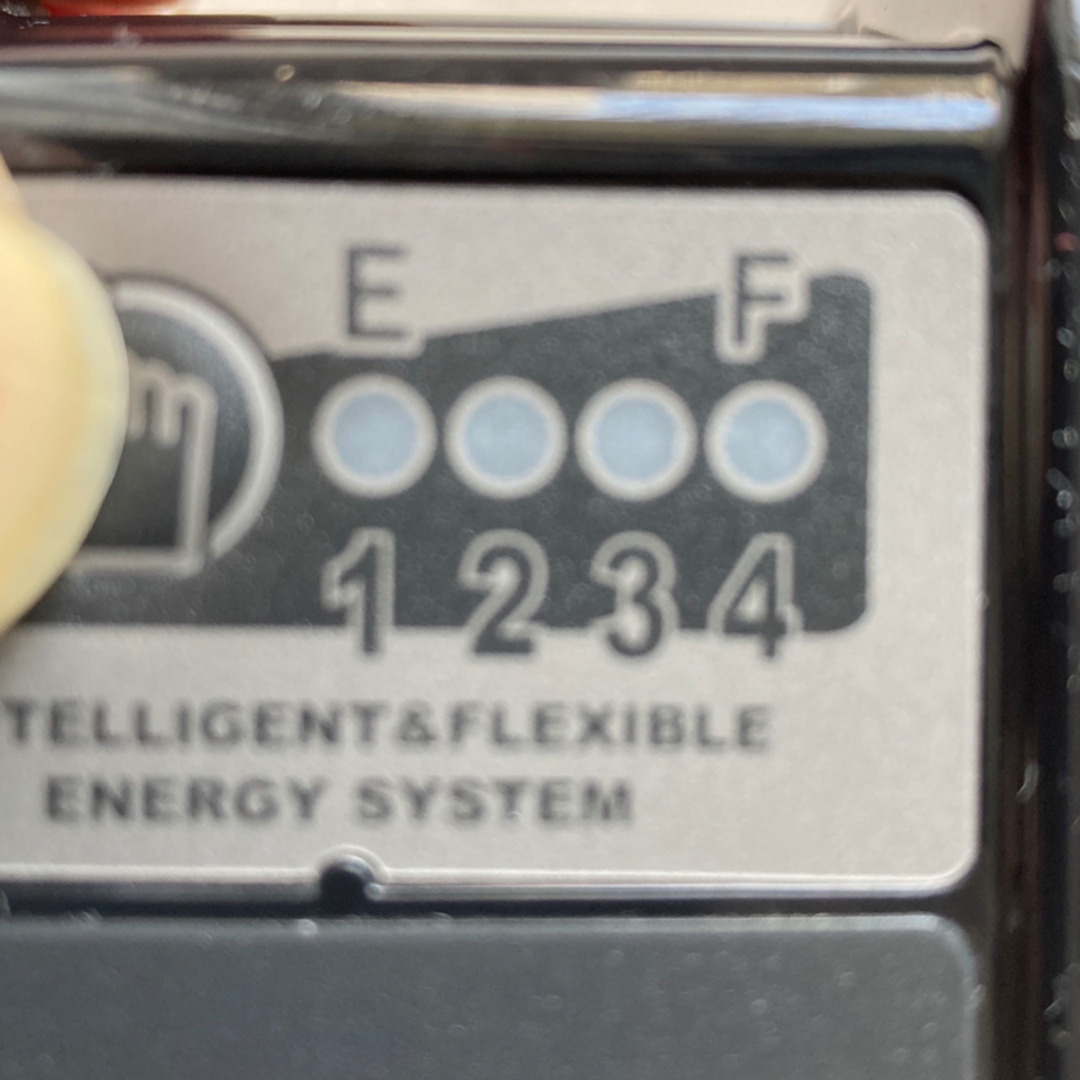 E F
1 2 3 4
TELLIGENT&FLEXIBLE
ENERGY SYSTEM